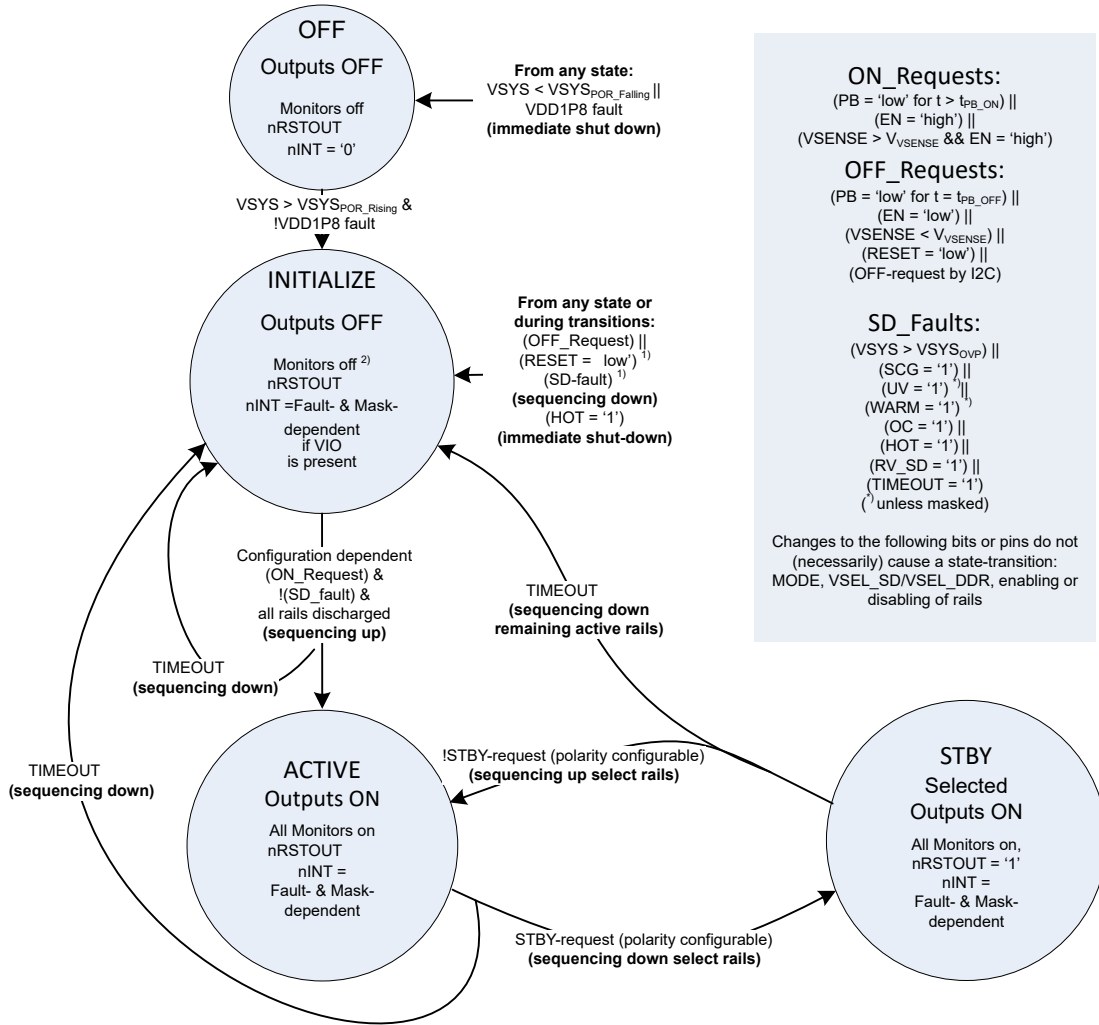 OFF
Outputs OFF
Monitors off
nRSTOUT
nINT = ‘0’
From any state:
VSYS < VSYSPOR_Falling ||
VDD1P8 fault
(immediate shut down)
VSYS > VSYSPOR_Rising &
!VDD1P8 fault
INITIALIZE
Outputs OFF
Monitors off 2)
nRSTOUT
nINT =Fault- & Mask-
dependent
if VIO
is present
From any state or
during transitions:
(OFF_Request) ||
(RESET = low’) 1)
(SD-fault) 1)
(sequencing down)
(HOT = ‘1’)
(immediate shut-down)
Configuration dependent
(ON_Request) &
!(SD_fault) &
all rails discharged
(sequencing up)
TIMEOUT
(sequencing down)
TIMEOUT
(sequencing down
remaining active rails)
TIMEOUT
(sequencing down)
ACTIVE
Outputs ON
All Monitors on
nRSTOUT
nINT =
Fault- & Mask-
dependent
!STBY-request (polarity configurable)
(sequencing up select rails)
STBY-request (polarity configurable)
(sequencing down select rails)
STBY
Selected
Outputs ON
All Monitors on,
nRSTOUT = ‘1’
nINT =
Fault- & Mask-
dependent
ON_Requests:
(PB = ‘low’ for t > tPB_ON) ||
(EN = ‘high’) ||
(VSENSE > VVSENSE && EN = ‘high’)
OFF_Requests:
(PB = ‘low’ for t = tPB_OFF) ||
(EN = ‘low’) ||
(VSENSE < VVSENSE) ||
(RESET = ‘low’) ||
(OFF-request by I2C)
SD_Faults:
(VSYS > VSYSOVP) ||
(SCG = ‘1’) ||
(UV = ‘1’) *)||
(WARM = ‘1’) *)
(OC = ‘1’) ||
(HOT = ‘1’) ||
(RV_SD = ‘1’) ||
(TIMEOUT = ‘1’)
(*) unless masked)
Changes to the following bits or pins do not
(necessarily) cause a state-transition:
MODE, VSEL_SD/VSEL_DDR, enabling or
disabling of rails